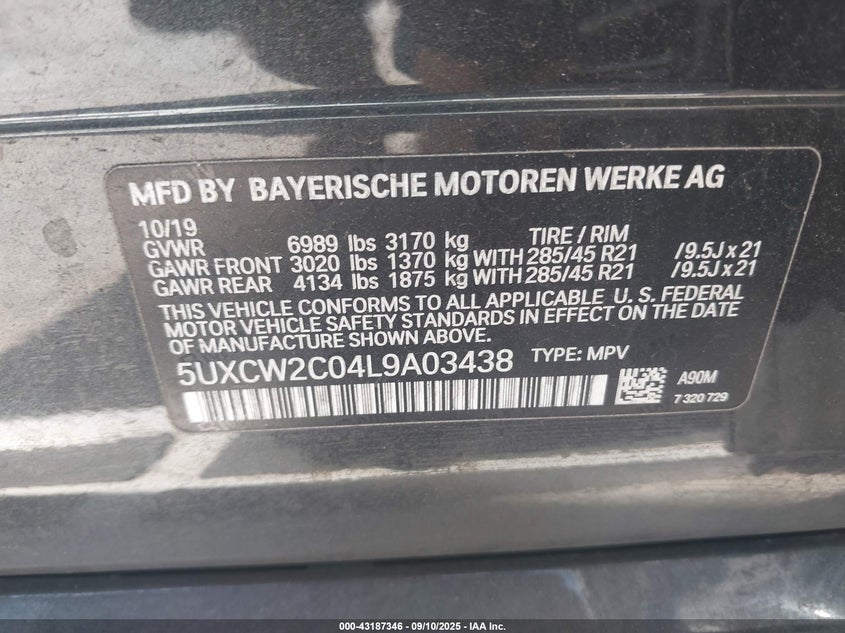 MFD BY BAYERISCHE MOTOREN WERKE AG
10/19
GVWR 6989 lbs 3170 kg TIRE / RIM
GAWR FRONT 3020 lbs 1370 kg WITH 285/45 R21 /9.5J x 21
GAWR REAR 4134 lbs 1875 kg WITH 285/45 R21 /9.5J x 21
THIS VEHICLE CONFORMS TO ALL APPLICABLE U. S. FEDERAL
MOTOR VEHICLE SAFETY STANDARDS IN EFFECT ON THE DATE
OF MANUFACTURE SHOWN ABOVE.
5UXCW2C04L9A03438 TYPE: MPV
A90M
7 320 729
000-43187346 - 09/10/2025 - IAA Inc.